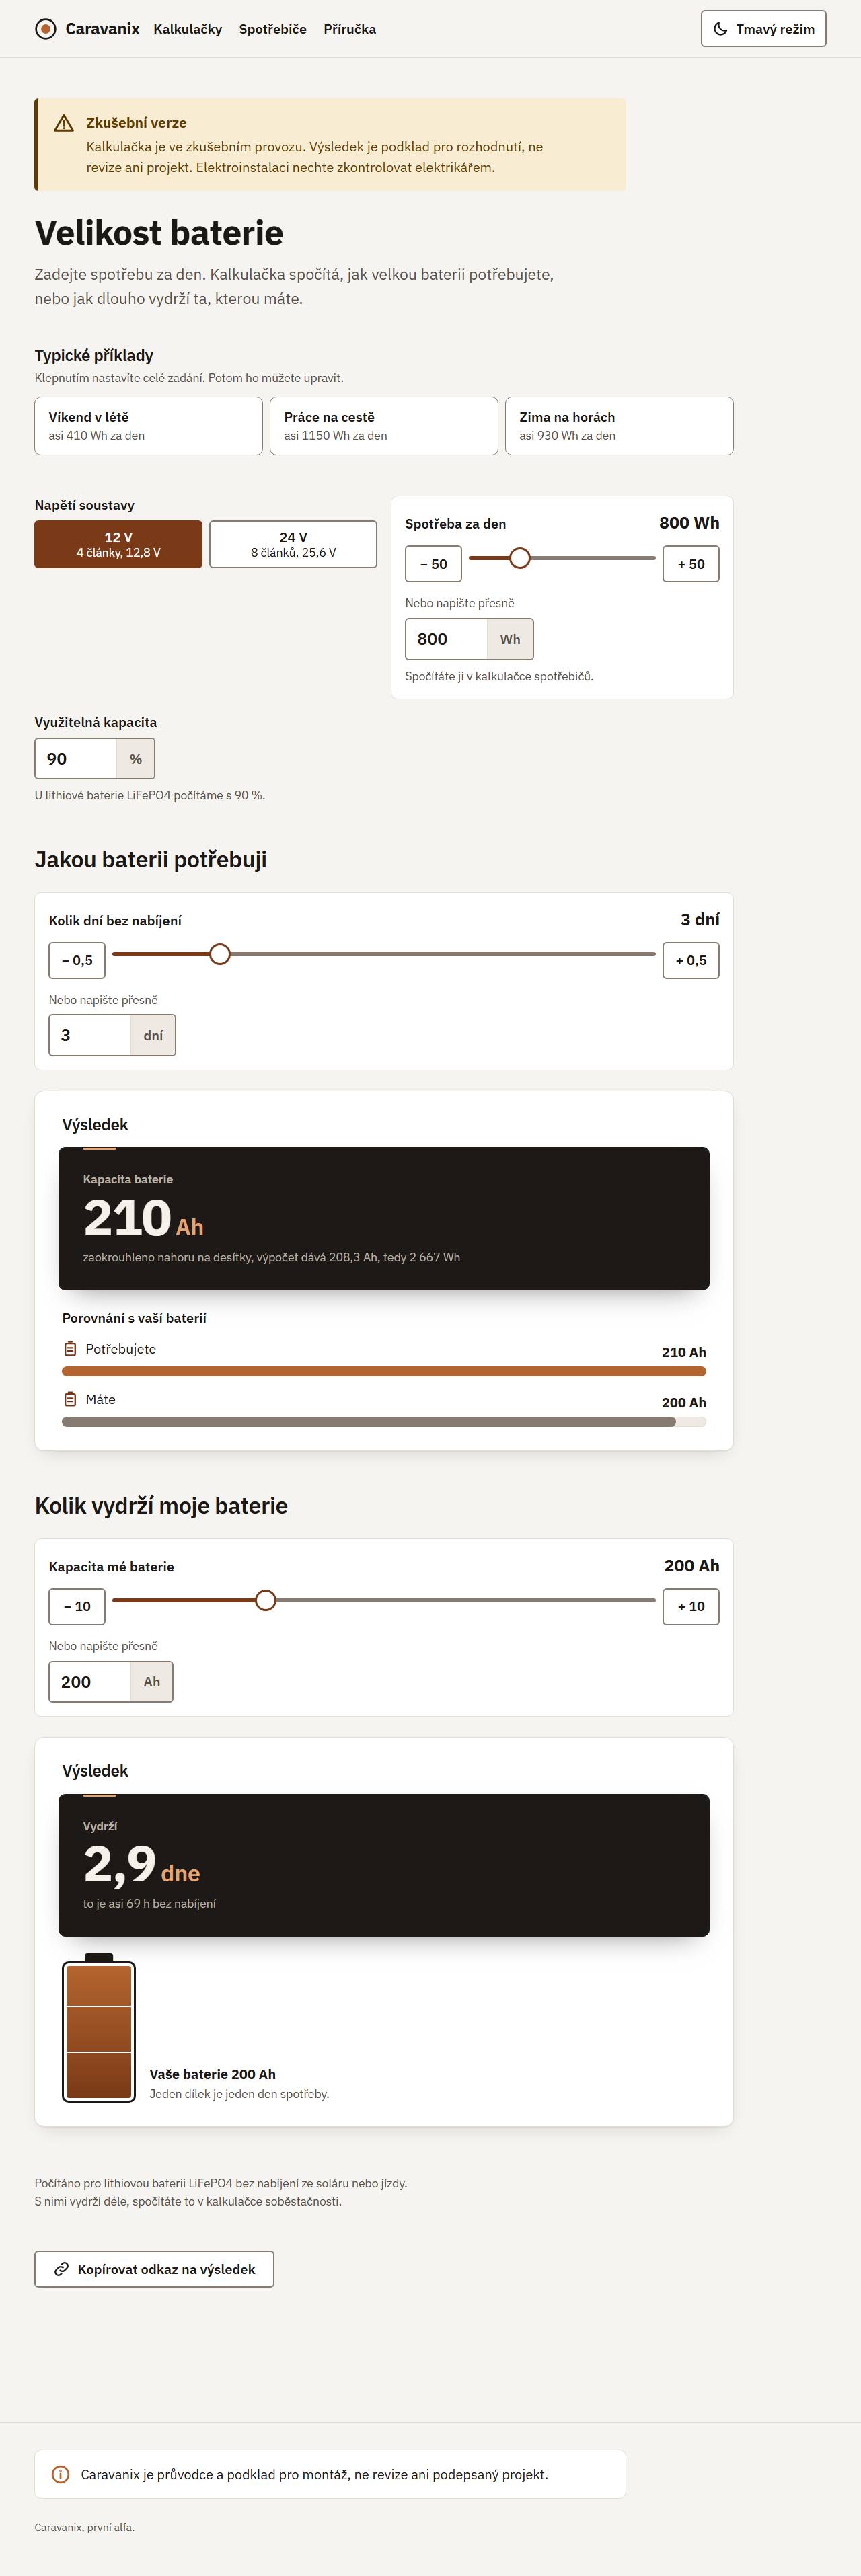 Caravanix
Kalkulačky
Spotřebiče
Příručka
Tmavý režim
Zkušební verze
Kalkulačka je ve zkušebním provozu. Výsledek je podklad pro rozhodnutí, ne
revize ani projekt. Elektroinstalaci nechte zkontrolovat elektrikářem.
Velikost baterie
Zadejte spotřebu za den. Kalkulačka spočítá, jak velkou baterii potřebujete,
nebo jak dlouho vydrží ta, kterou máte.
Typické příklady
Klepnutím nastavíte celé zadání. Potom ho můžete upravit.
Víkend v létě
asi 410 Wh za den
Práce na cestě
asi 1150 Wh za den
Zima na horách
asi 930 Wh za den
Napětí soustavy
12 V
4 články, 12,8 V
24 V
8 článků, 25,6 V
Spotřeba za den
800 Wh
− 50
+ 50
Nebo napište přesně
800
Wh
Spočítáte ji v kalkulačce spotřebičů.
Využitelná kapacita
90
%
U lithiové baterie LiFePO4 počítáme s 90 %.
Jakou baterii potřebuji
Kolik dní bez nabíjení
3 dní
− 0,5
+ 0,5
Nebo napište přesně
3
dní
Výsledek
Kapacita baterie
210 Ah
zaokrouhleno nahoru na desítky, výpočet dává 208,3 Ah, tedy 2 667 Wh
Porovnání s vaší baterií
Potřebujete
210 Ah
Máte
200 Ah
Kolik vydrží moje baterie
Kapacita mé baterie
200 Ah
− 10
+ 10
Nebo napište přesně
200
Ah
Výsledek
Vydrží
2,9 dne
to je asi 69 h bez nabíjení
Vaše baterie 200 Ah
Jeden dílek je jeden den spotřeby.
Počítáno pro lithiovou baterii LiFePO4 bez nabíjení ze soláru nebo jízdy.
S nimi vydrží déle, spočítáte to v kalkulačce soběstačnosti.
Kopírovat odkaz na výsledek
Caravanix je průvodce a podklad pro montáž, ne revize ani podepsaný projekt.
Caravanix, první alfa.